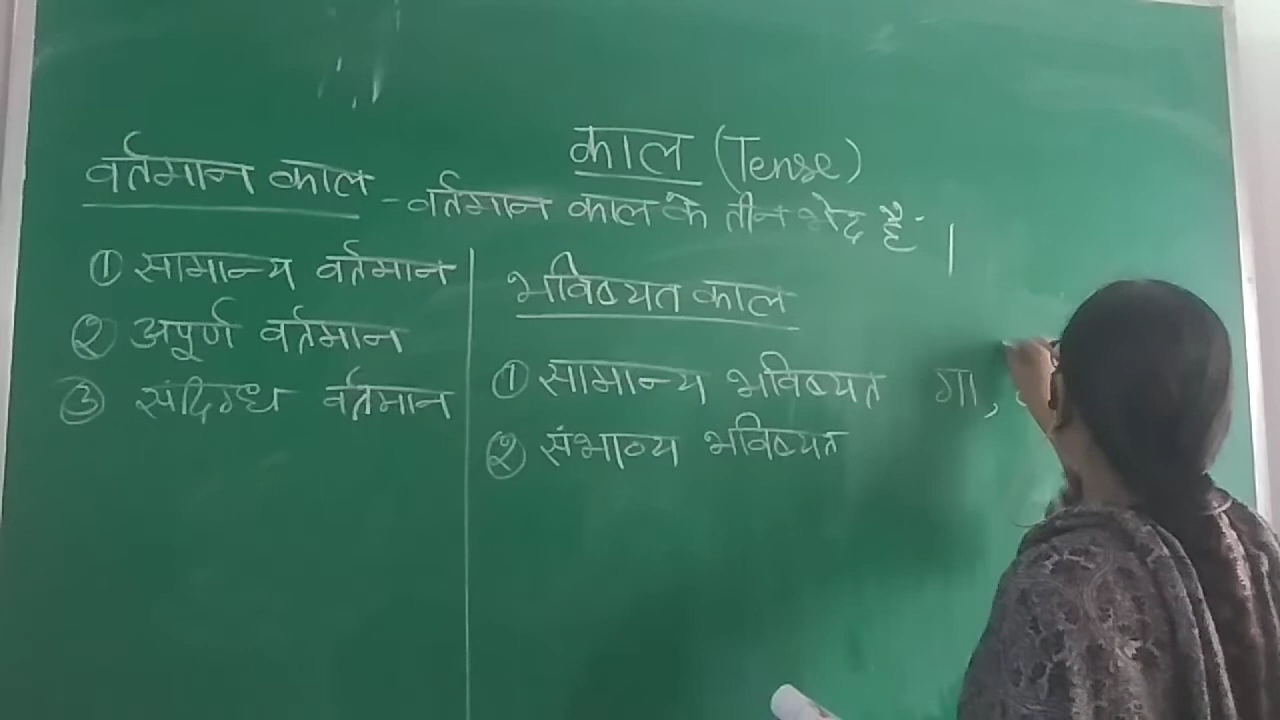 काल (Tense)
वर्तमान काल - वर्तमान काल के तीन भेद हैं |
① सामान्य वर्तमान
② अपूर्ण वर्तमान
③ संदिग्ध वर्तमान
भविष्यत काल
① सामान्य भविष्यत गा,
② संभाव्य भविष्यत